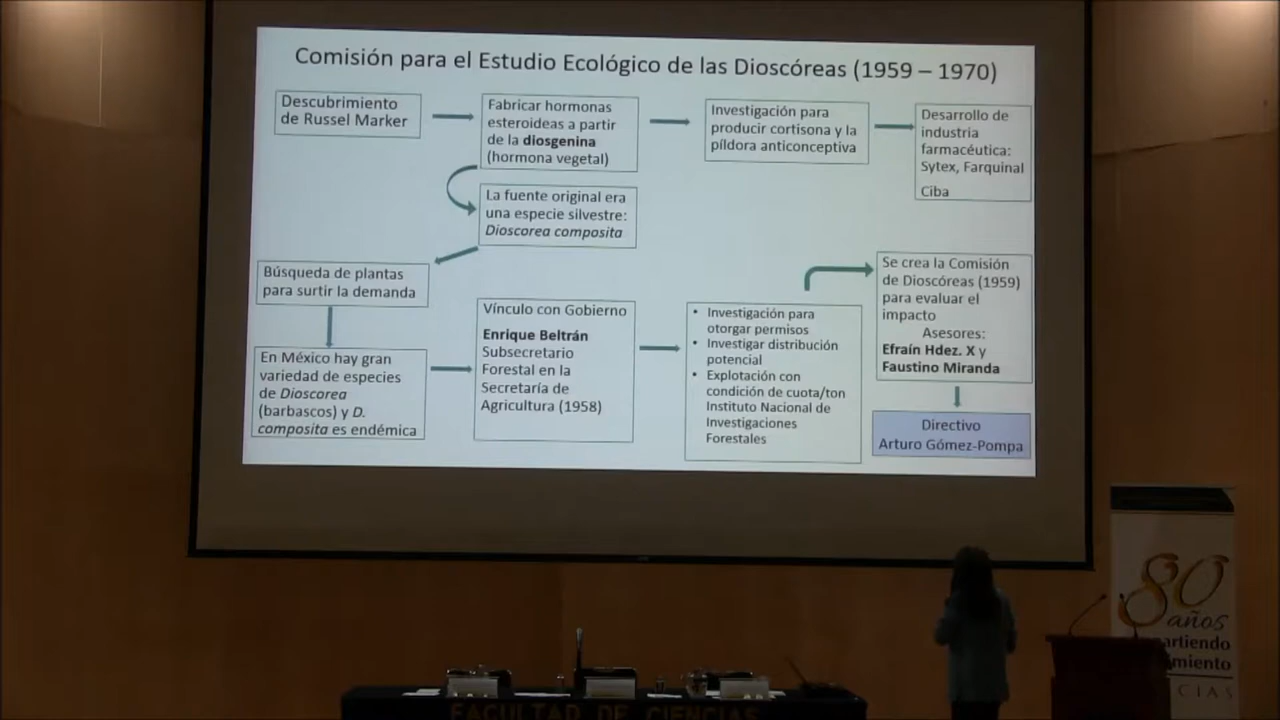 Comisión para el Estudio Ecológico de las Dioscóreas (1959 – 1970)
Descubrimiento
de Russel Marker
Fabricar hormonas
esteroideas a partir
de la diosgenina
(hormona vegetal)
Investigación para
producir cortisona y la
píldora anticonceptiva
Desarrollo de
industria
farmacéutica:
Sytex, Farquinal
Ciba
La fuente original era
una especie silvestre:
Dioscorea composita
Búsqueda de plantas
para surtir la demanda
En México hay gran
variedad de especies
de Dioscorea
(barbascos) y D.
composita es endémica
Vínculo con Gobierno
Enrique Beltrán
Subsecretario
Forestal en la
Secretaría de
Agricultura (1958)
• Investigación para
otorgar permisos
• Investigar distribución
potencial
• Explotación con
condición de cuota/ton
Instituto Nacional de
Investigaciones
Forestales
Se crea la Comisión
de Dioscóreas (1959)
para evaluar el
impacto
Asesores:
Efraín Hdez. X y
Faustino Miranda
Directivo
Arturo Gómez-Pompa
80
años
artiendo
miento
CIAS
FACULTAD DE CIENCIAS